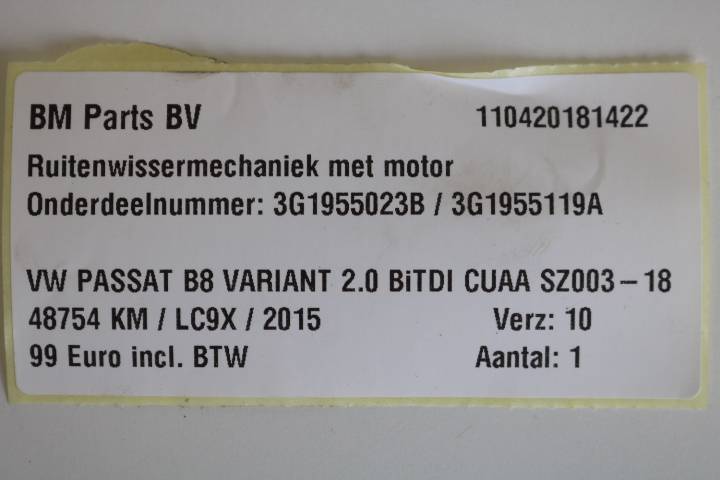 BM Parts BV 110420181422
Ruitenwissermechaniek met motor
Onderdeelnummer: 3G1955023B / 3G1955119A
VW PASSAT B8 VARIANT 2.0 BiTDI CUAA SZ003-18
48754 KM / LC9X / 2015 Verz: 10
99 Euro incl. BTW Aantal: 1